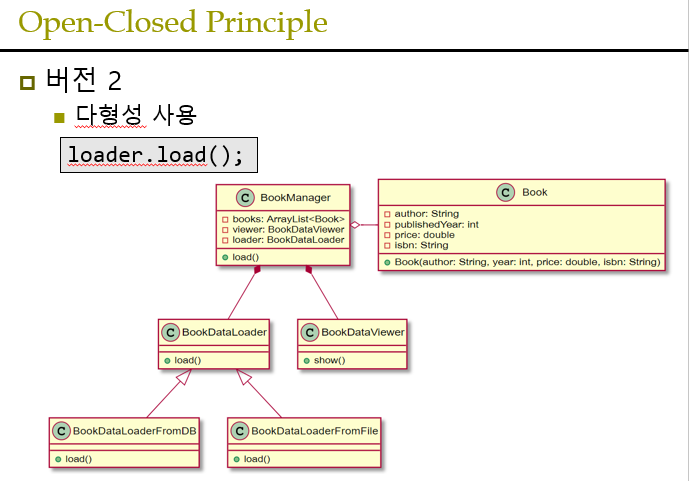 Open-Closed Principle
버전 2
다형성 사용
loader.load();
C BookManager
books: ArrayList<Book>
viewer: BookDataViewer
loader: BookDataLoader
load()
C Book
author: String
publishedYear: int
price: double
isbn: String
Book(author: String, year: int, price: double, isbn: String)
C BookDataLoader
load()
C BookDataViewer
show()
C BookDataLoaderFromDB
load()
C BookDataLoaderFromFile
load()